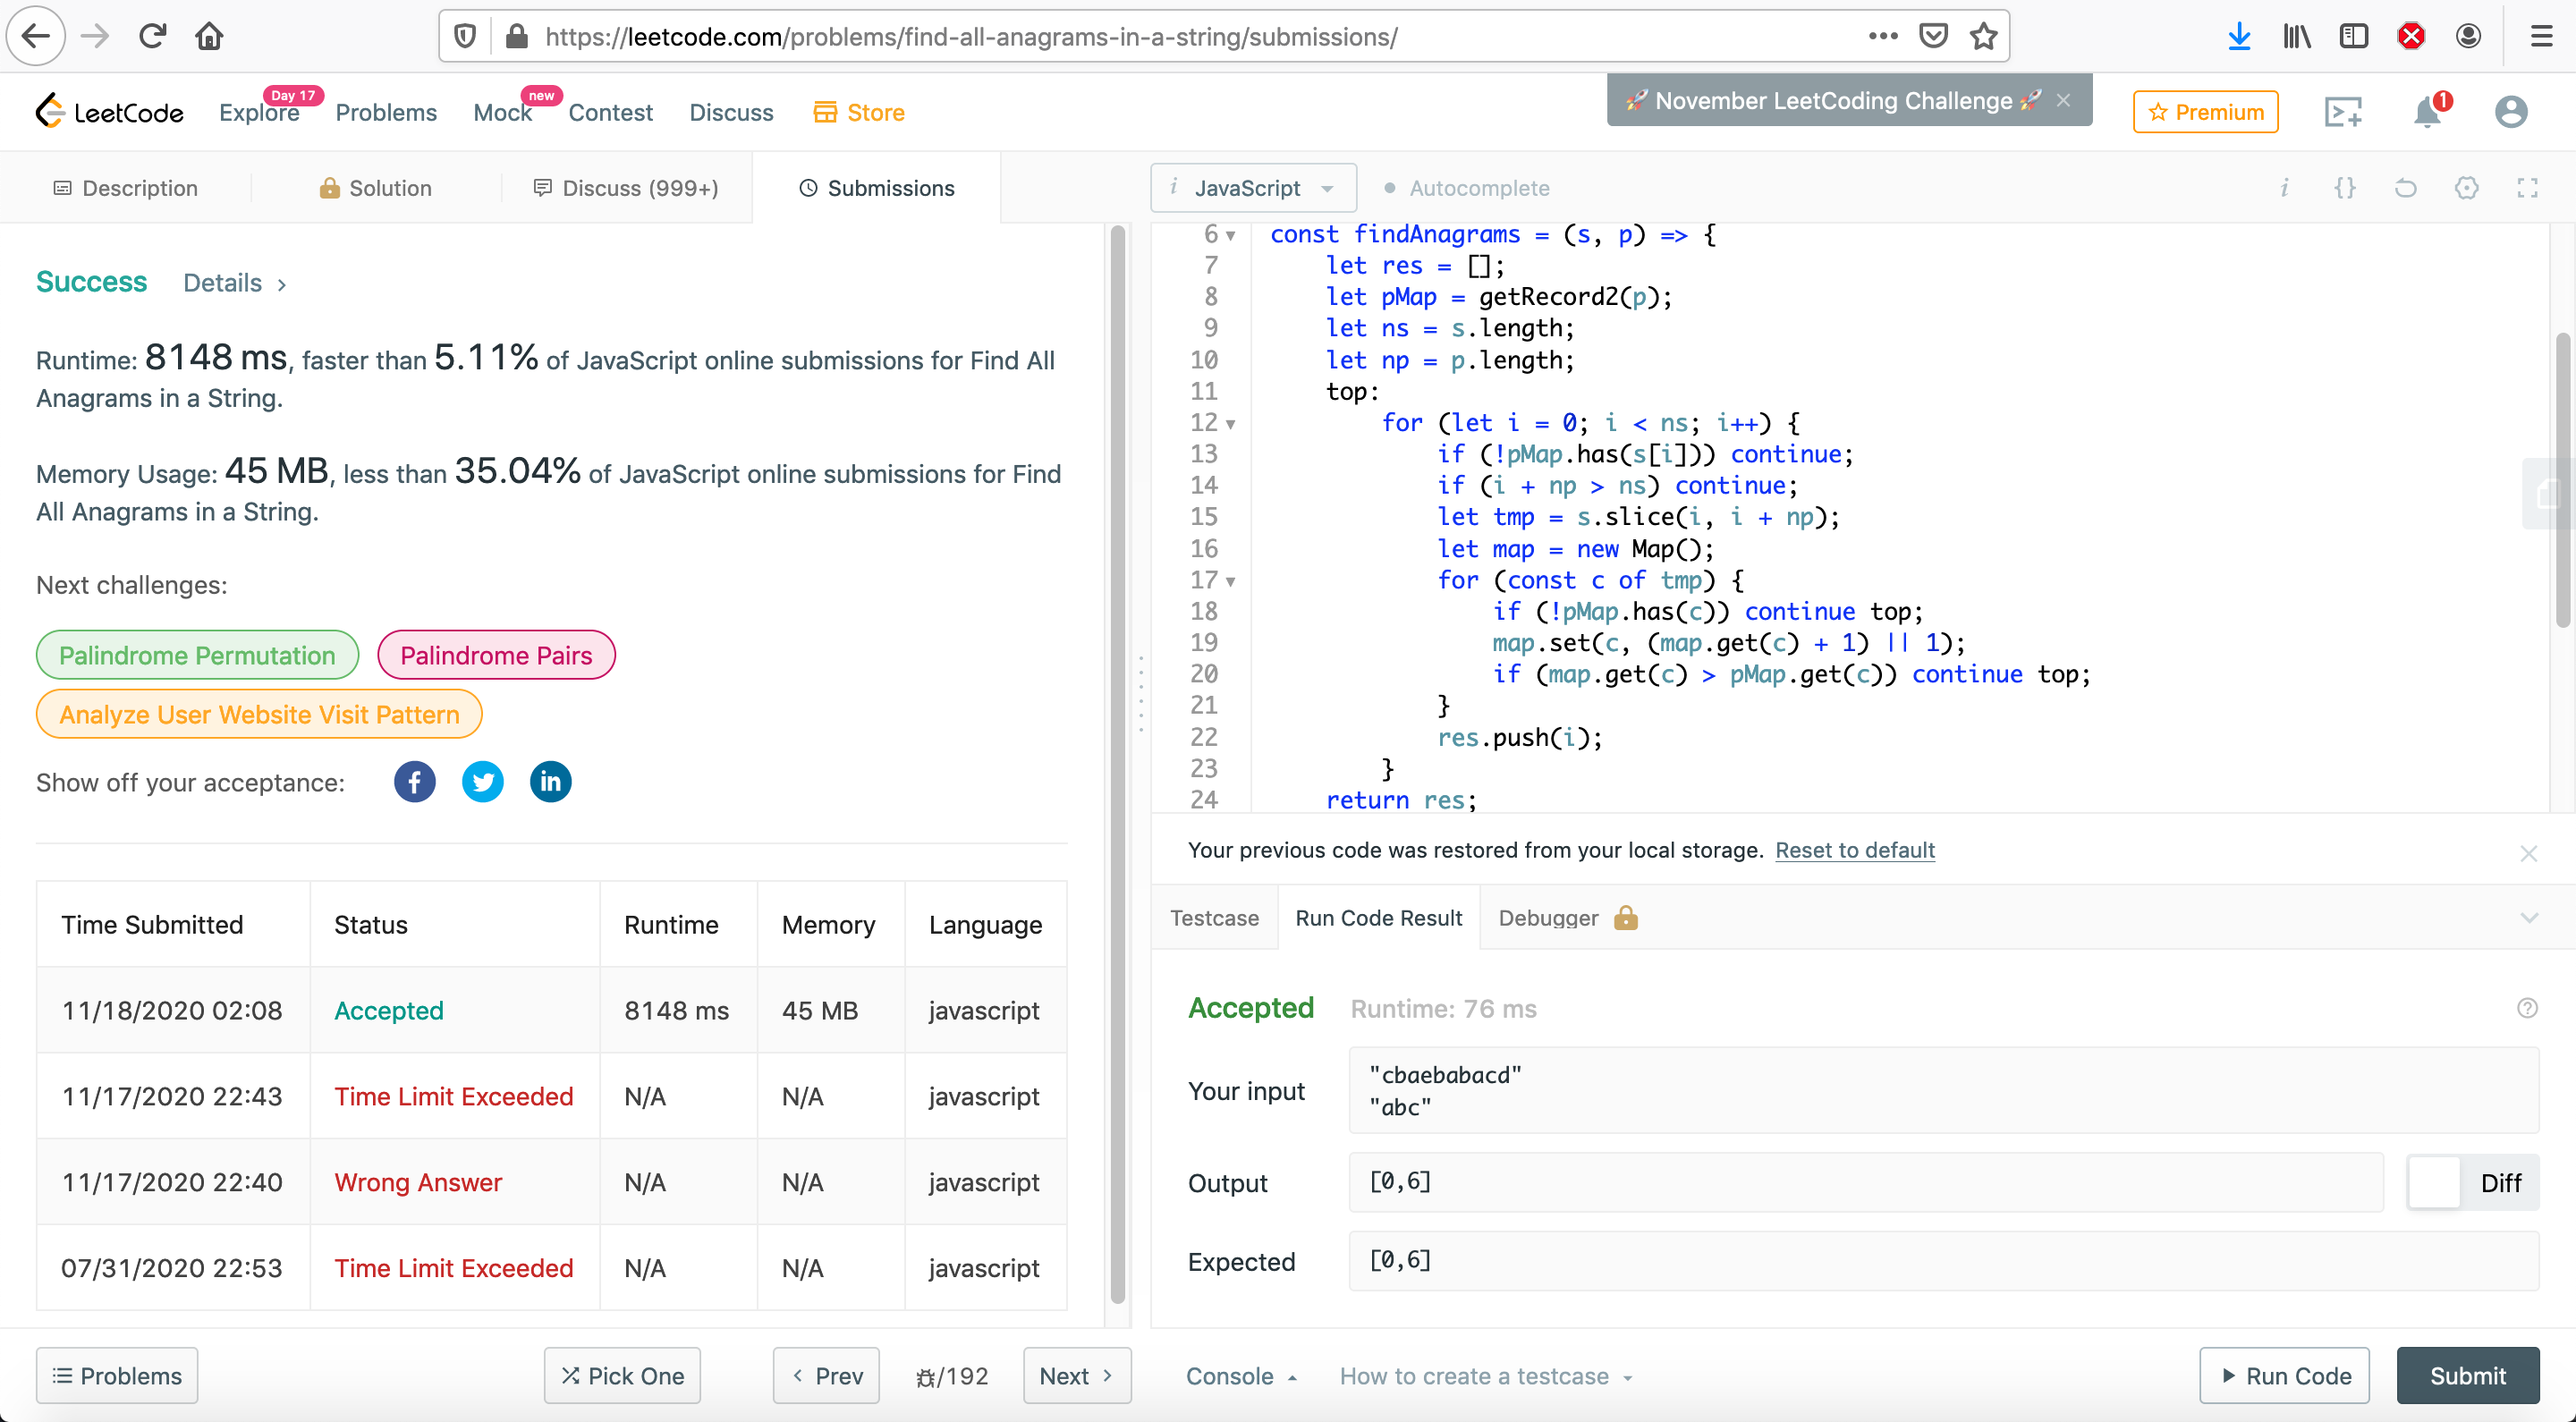 https://leetcode.com/problems/find-all-anagrams-in-a-string/submissions/
LeetCode
Explore
Day 17
Problems
Mock
new
Contest
Discuss
Store
🚀 November LeetCoding Challenge 🚀 ×
Premium
1
Description
Solution
Discuss (999+)
Submissions
Success Details >
Runtime: 8148 ms, faster than 5.11% of JavaScript online submissions for Find All
Anagrams in a String.
Memory Usage: 45 MB, less than 35.04% of JavaScript online submissions for Find
All Anagrams in a String.
Next challenges:
Palindrome Permutation
Palindrome Pairs
Analyze User Website Visit Pattern
Show off your acceptance:
f
in
Time Submitted Status Runtime Memory Language
11/18/2020 02:08 Accepted 8148 ms 45 MB javascript
11/17/2020 22:43 Time Limit Exceeded N/A N/A javascript
11/17/2020 22:40 Wrong Answer N/A N/A javascript
07/31/2020 22:53 Time Limit Exceeded N/A N/A javascript
Problems
Pick One
< Prev
/192
Next >
i JavaScript
Autocomplete
i {}
6 const findAnagrams = (s, p) => {
7 let res = [];
8 let pMap = getRecord2(p);
9 let ns = s.length;
10 let np = p.length;
11 top:
12 for (let i = 0; i < ns; i++) {
13 if (!pMap.has(s[i])) continue;
14 if (i + np > ns) continue;
15 let tmp = s.slice(i, i + np);
16 let map = new Map();
17 for (const c of tmp) {
18 if (!pMap.has(c)) continue top;
19 map.set(c, (map.get(c) + 1) || 1);
20 if (map.get(c) > pMap.get(c)) continue top;
21 }
22 res.push(i);
23 }
24 return res;
Your previous code was restored from your local storage. Reset to default
Testcase
Run Code Result
Debugger
Accepted Runtime: 76 ms
Your input
"cbaebabacd"
"abc"
Output
[0,6]
Diff
Expected
[0,6]
Console
How to create a testcase
Run Code
Submit